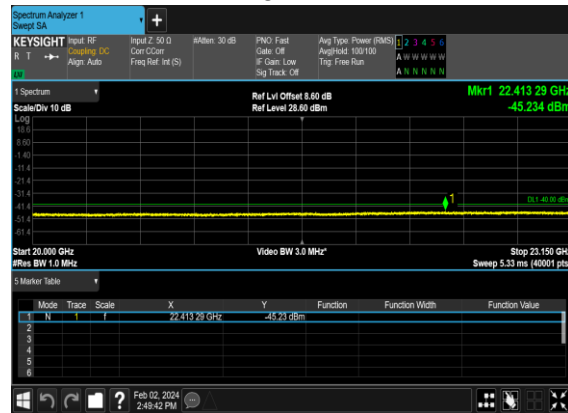 Spectrum Analyzer 1
Swept SA
KEYSIGHT Input: RF Input Z: 50 Ω #Atten: 30 dB PNO: Fast Avg Type: Power (RMS) 1 2 3 4 5 6
R T Coupling: DC Corr CCorr Gate: Off Avg|Hold: 100/100 A W W W W W
Align: Auto Freq Ref: Int (S) IF Gain: Low Trig: Free Run
LXI Sig Track: Off A N N N N N
1 Spectrum Ref Lvl Offset 8.60 dB Mkr1 22.413 29 GHz
Scale/Div 10 dB Ref Level 28.60 dBm -45.234 dBm
Log
18.6
8.60
-1.40
-11.4
-21.4
-31.4 1
DL1 -40.00 dBm
-41.4
-51.4
-61.4
Start 20.000 GHz Video BW 3.0 MHz* Stop 23.150 GHz
#Res BW 1.0 MHz Sweep 5.33 ms (40001 pts)
5 Marker Table
Mode Trace Scale X Y Function Function Width Function Value
1 N 1 f 22.413 29 GHz -45.23 dBm
2
3
4
5
6
? Feb 02, 2024
2:49:42 PM